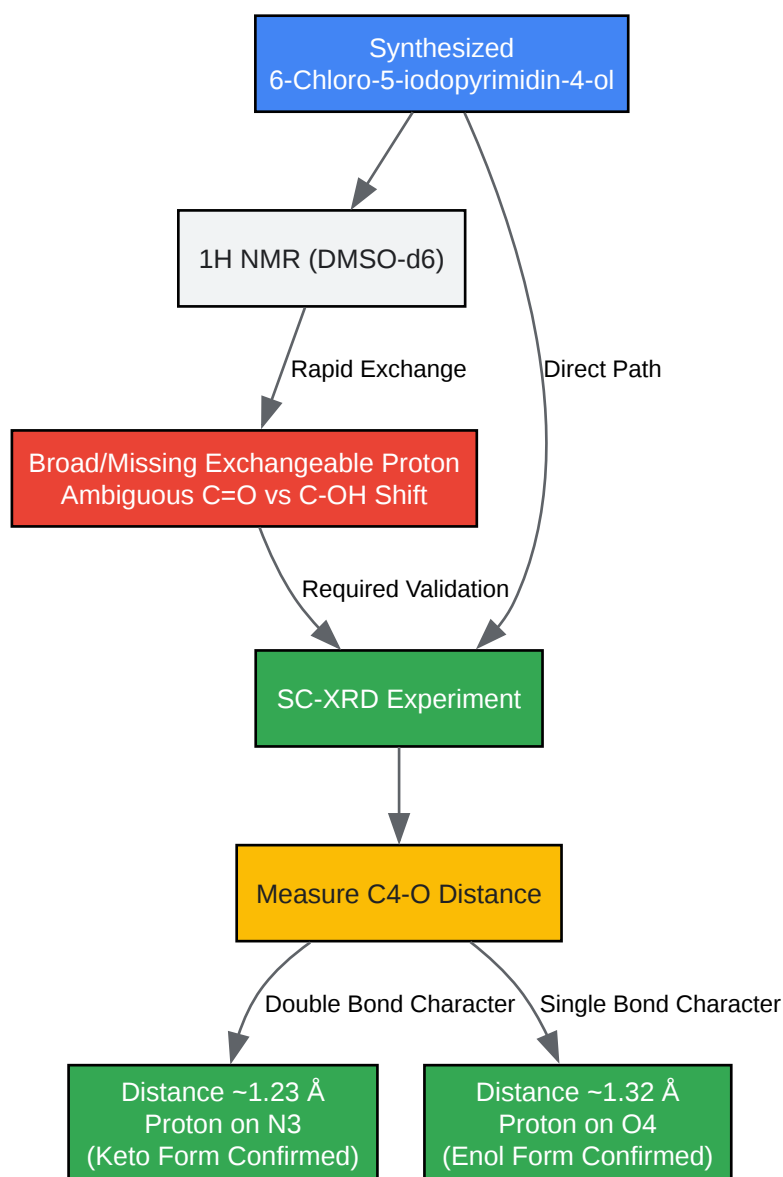 Synthesized
6-Chloro-5-iodopyrimidin-4-ol
1H NMR (DMSO-d6)
Rapid Exchange
Direct Path
Broad/Missing Exchangeable Proton
Ambiguous C=O vs C-OH Shift
Required Validation
SC-XRD Experiment
Measure C4-O Distance
Double Bond Character
Single Bond Character
Distance ~1.23 Å
Proton on N3
(Keto Form Confirmed)
Distance ~1.32 Å
Proton on O4
(Enol Form Confirmed)